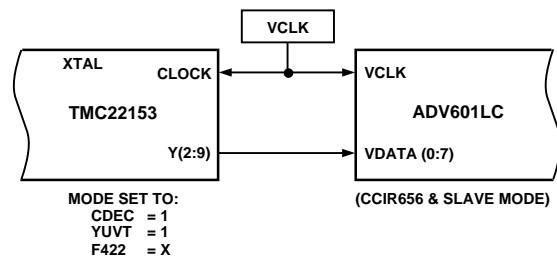 VCLK
XTAL
CLOCK
VCLK
TMC22153
ADV601LC
Y(2:9)
VDATA (0:7)
MODE SET TO:
CDEC = 1
YUVT = 1
F422 = X
(CCIR656 & SLAVE MODE)